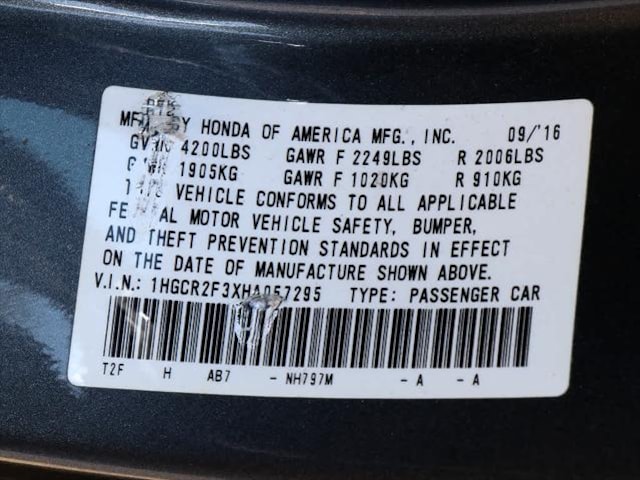 HONDA OF AMERICA MFG., INC. 09/'16
4200LBS GAWR F 2249LBS R 2006LBS
1905KG GAWR F 1020KG R 910KG
VEHICLE CONFORMS TO ALL APPLICABLE
MOTOR VEHICLE SAFETY, BUMPER,
AND THEFT PREVENTION STANDARDS IN EFFECT
ON THE DATE OF MANUFACTURE SHOWN ABOVE.
V.I.N.: 1HGCR2F3XHA057295 TYPE: PASSENGER CAR
T2F H AB7 - NH797M - A - A